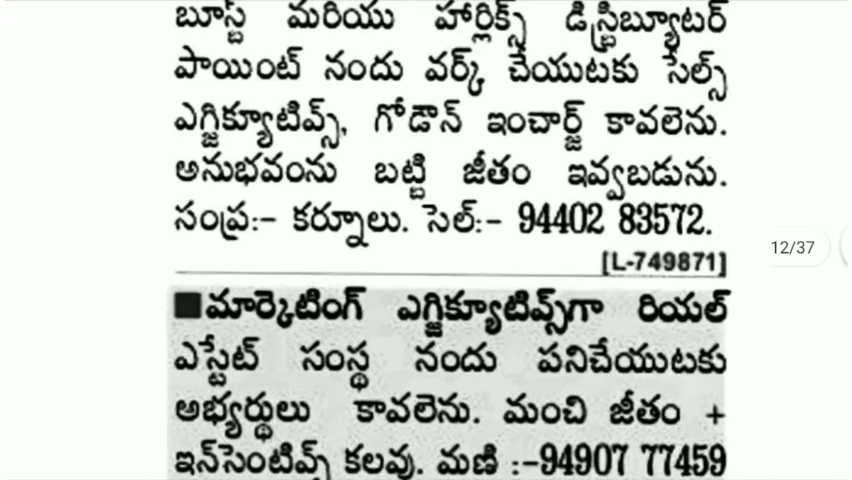 బూస్ట్ మరియు హార్లిక్స్ డిస్ట్రిబ్యూటర్
పాయింట్ నందు వర్క్ చేయుటకు సేల్స్
ఎగ్జిక్యూటివ్స్, గోడౌన్ ఇంచార్జ్ కావలెను.
అనుభవంను బట్టి జీతం ఇవ్వబడును.
సంప్ర:- కర్నూలు. సెల్:- 94402 83572.
12/37
[L-749871]
■మార్కెటింగ్ ఎగ్జిక్యూటివ్స్‌గా రియల్
ఎస్టేట్ సంస్థ నందు పనిచేయుటకు
అభ్యర్థులు కావలెను. మంచి జీతం +
ఇన్‌సెంటివ్స్ కలవు. మణి :-94907 77459